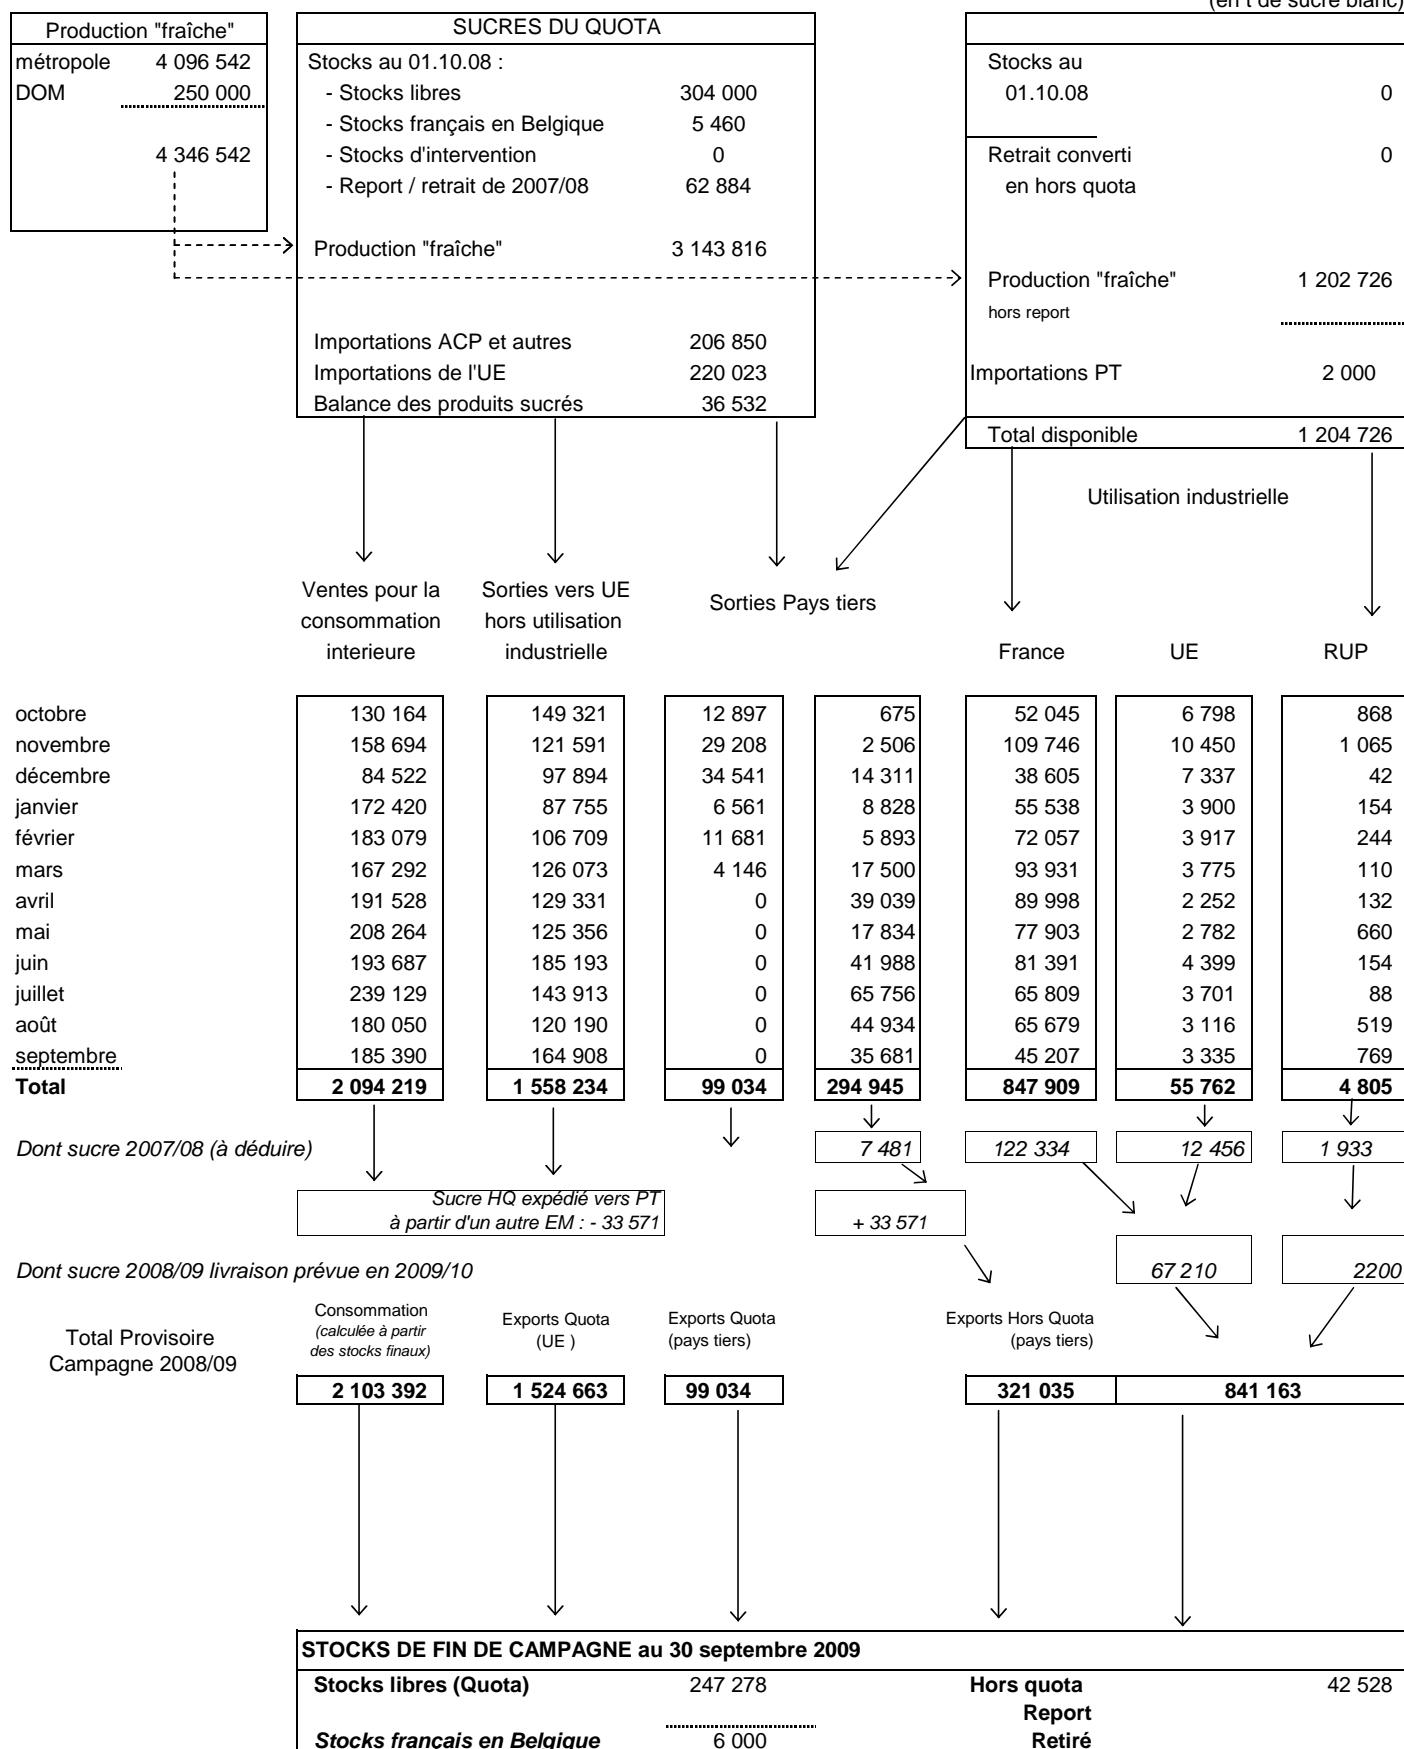 (en t de sucre blanc)
Production "fraîche"
métropole 4 096 542
DOM 250 000
4 346 542
SUCRES DU QUOTA
Stocks au 01.10.08 :
- Stocks libres 304 000
- Stocks français en Belgique 5 460
- Stocks d'intervention 0
- Report / retrait de 2007/08 62 884
Production "fraîche" 3 143 816
Importations ACP et autres 206 850
Importations de l'UE 220 023
Balance des produits sucrés 36 532
Stocks au
01.10.08 0
Retrait converti 0
en hors quota
Production "fraîche" 1 202 726
hors report
Importations PT 2 000
Total disponible 1 204 726
Utilisation industrielle
Ventes pour la
consommation
interieure
Sorties vers UE
hors utilisation
industrielle
Sorties Pays tiers
France UE RUP
octobre 130 164 149 321 12 897 675 52 045 6 798 868
novembre 158 694 121 591 29 208 2 506 109 746 10 450 1 065
décembre 84 522 97 894 34 541 14 311 38 605 7 337 42
janvier 172 420 87 755 6 561 8 828 55 538 3 900 154
février 183 079 106 709 11 681 5 893 72 057 3 917 244
mars 167 292 126 073 4 146 17 500 93 931 3 775 110
avril 191 528 129 331 0 39 039 89 998 2 252 132
mai 208 264 125 356 0 17 834 77 903 2 782 660
juin 193 687 185 193 0 41 988 81 391 4 399 154
juillet 239 129 143 913 0 65 756 65 809 3 701 88
août 180 050 120 190 0 44 934 65 679 3 116 519
septembre 185 390 164 908 0 35 681 45 207 3 335 769
Total 2 094 219 1 558 234 99 034 294 945 847 909 55 762 4 805
Dont sucre 2007/08 (à déduire) 7 481 122 334 12 456 1 933
Sucre HQ expédié vers PT
à partir d'un autre EM : - 33 571 + 33 571
Dont sucre 2008/09 livraison prévue en 2009/10 67 210 2200
Total Provisoire
Campagne 2008/09
Consommation
(calculée à partir
des stocks finaux)
Exports Quota
(UE )
Exports Quota
(pays tiers)
Exports Hors Quota
(pays tiers)
2 103 392 1 524 663 99 034 321 035 841 163
STOCKS DE FIN DE CAMPAGNE au 30 septembre 2009
Stocks libres (Quota) 247 278 Hors quota 42 528
Report
Stocks français en Belgique 6 000 Retiré